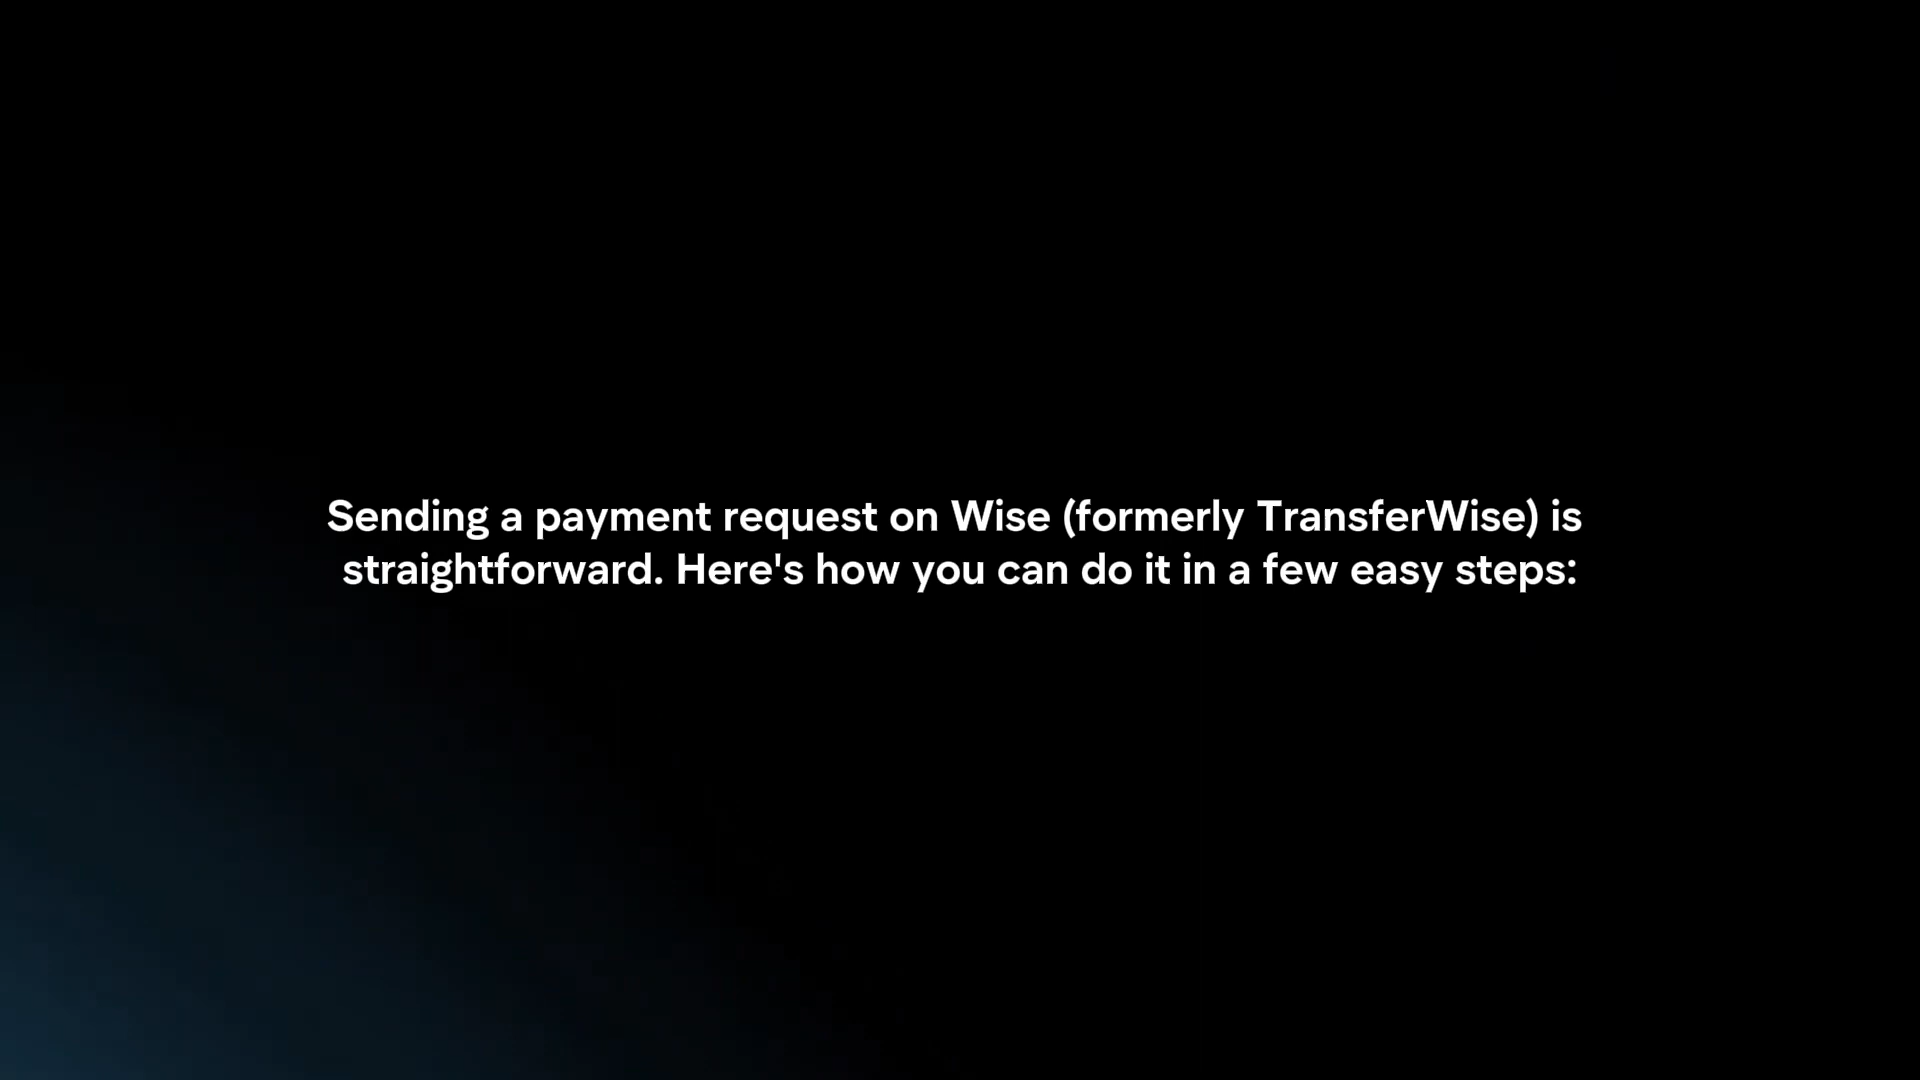 Sending a payment request on Wise (formerly TransferWise) is
straightforward. Here's how you can do it in a few easy steps: